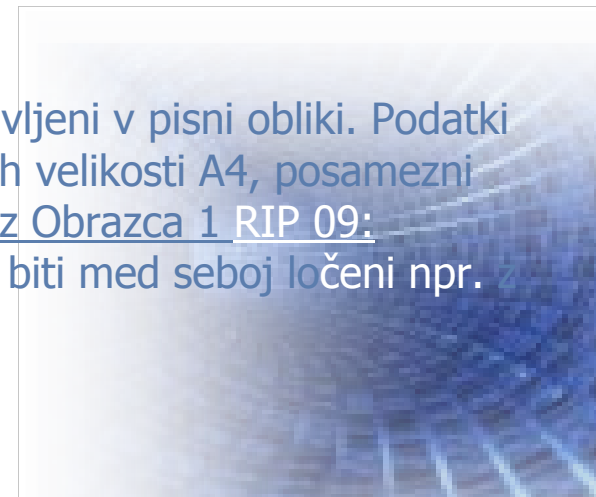 vljeni v pisni obliki. Podatki
h velikosti A4, posamezni
z Obrazca 1 RIP 09:
biti med seboj ločeni npr. z